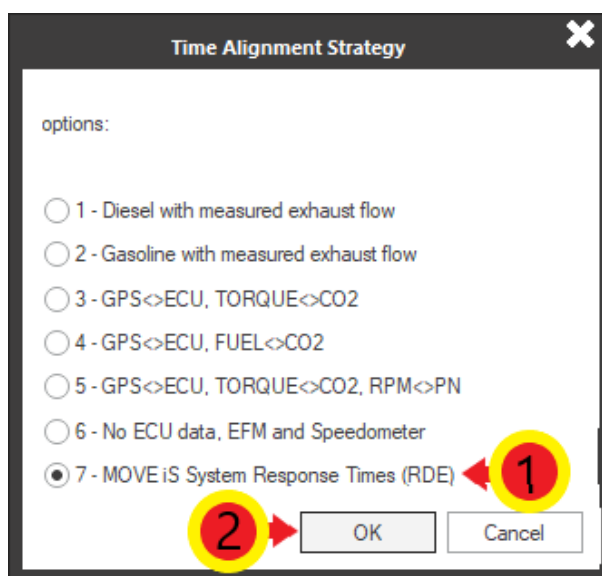 Time Alignment Strategy
options:
1 - Diesel with measured exhaust flow
2 - Gasoline with measured exhaust flow
3 - GPS<>ECU, TORQUE<>CO2
4 - GPS<>ECU, FUEL<>CO2
5 - GPS<>ECU, TORQUE<>CO2, RPM<>PN
6 - No ECU data, EFM and Speedometer
7 - MOVE iS System Response Times (RDE) 1
2 OK Cancel